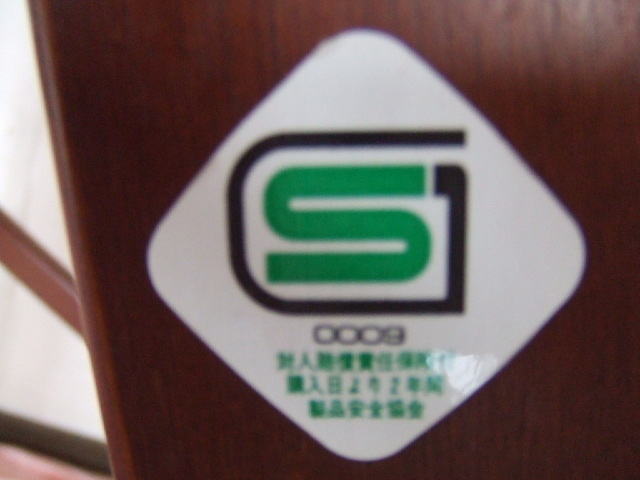 SG
0009
対人賠償責任保険付
購入日より2年間
製品安全協会